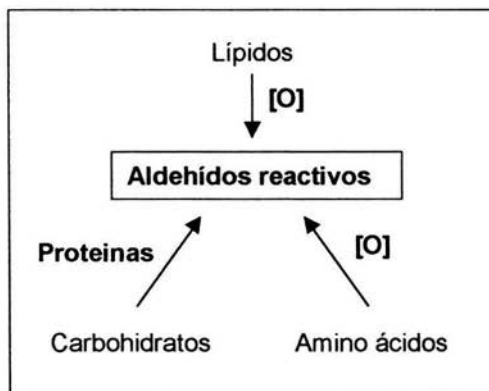 Lípidos
[O]
Aldehídos reactivos
Proteinas
[O]
Carbohidratos
Amino ácidos